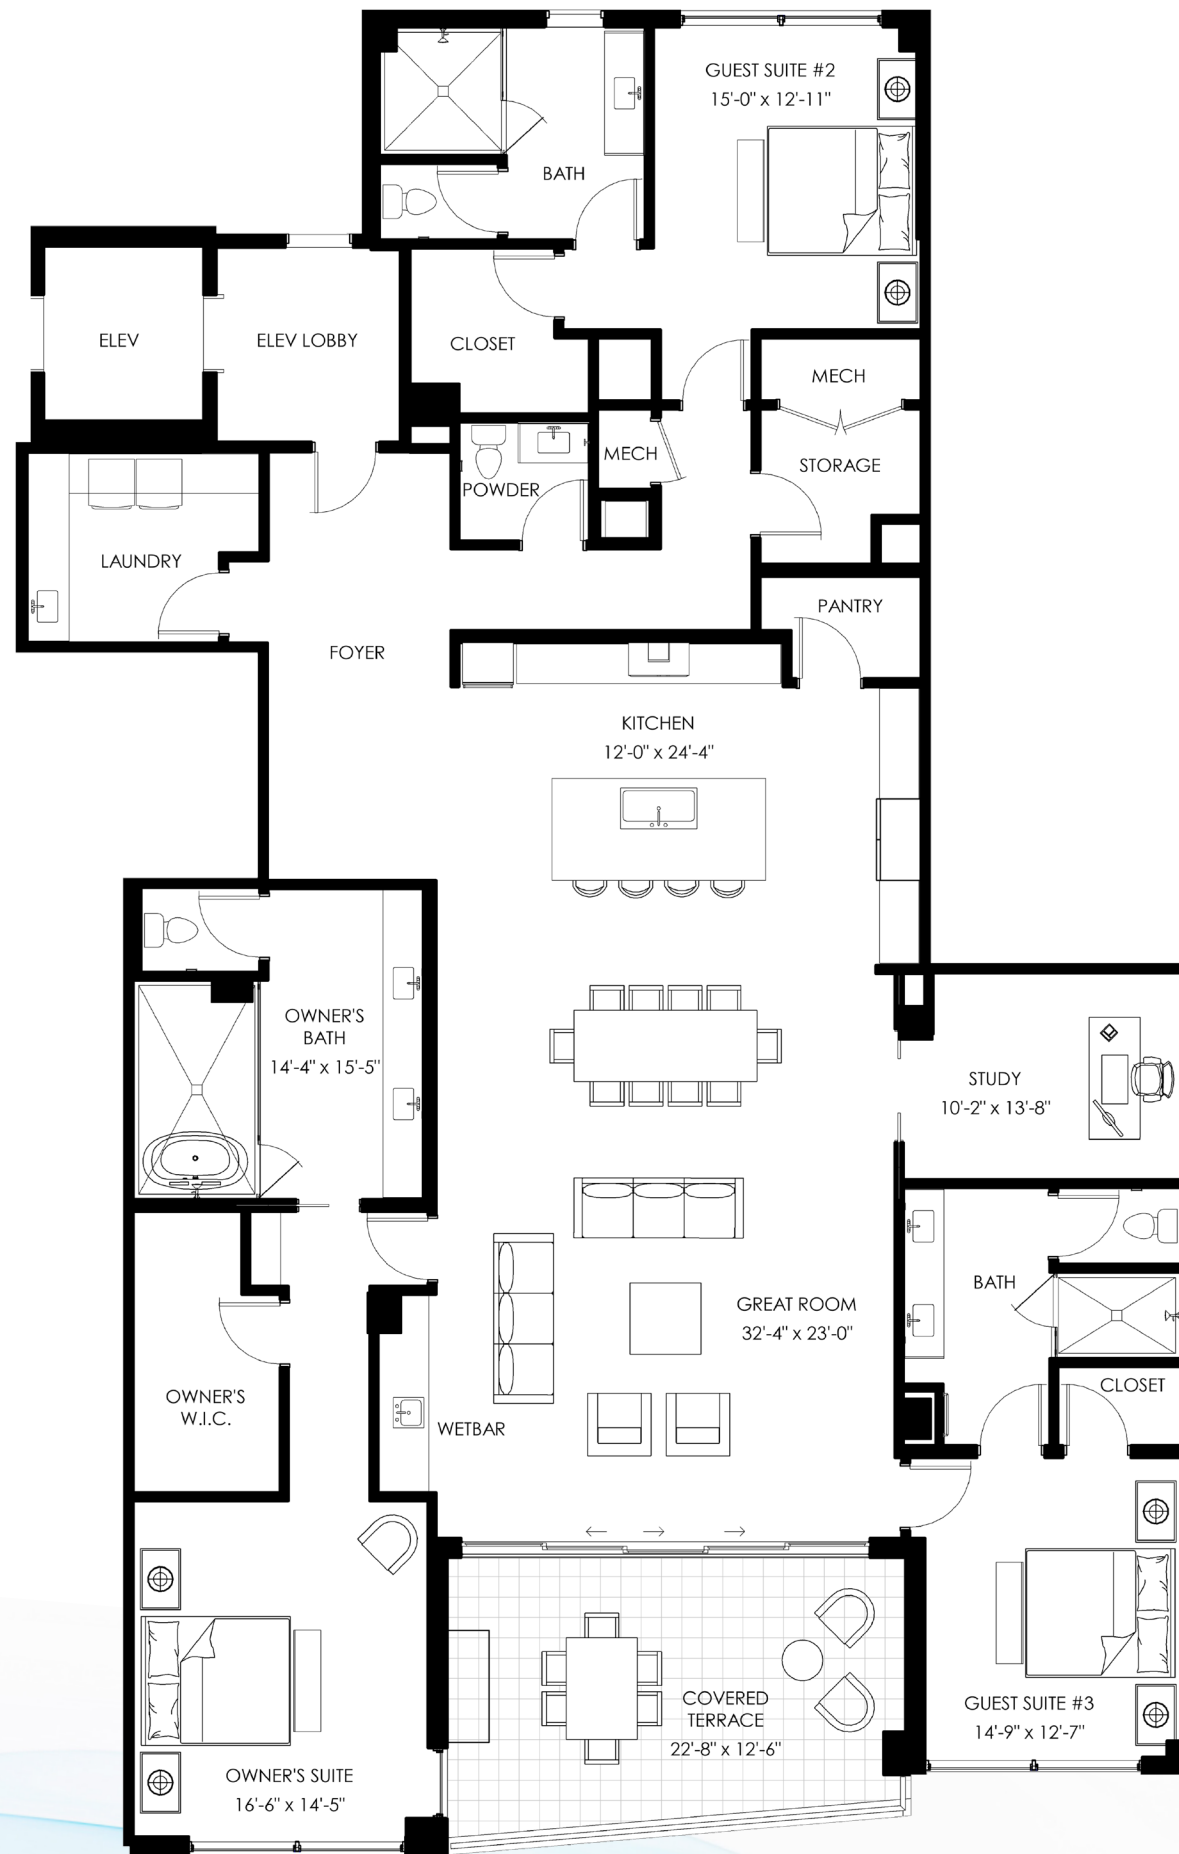 GUEST SUITE #2
15'-0" x 12'-11"
BATH
ELEV
ELEV LOBBY
CLOSET
MECH
MECH
STORAGE
POWDER
LAUNDRY
PANTRY
FOYER
KITCHEN
12'-0" x 24'-4"
OWNER'S
BATH
14'-4" x 15'-5"
STUDY
10'-2" x 13'-8"
BATH
GREAT ROOM
32'-4" x 23'-0"
CLOSET
OWNER'S
W.I.C.
WETBAR
COVERED
TERRACE
22'-8" x 12'-6"
GUEST SUITE #3
14'-9" x 12'-7"
OWNER'S SUITE
16'-6" x 14'-5"